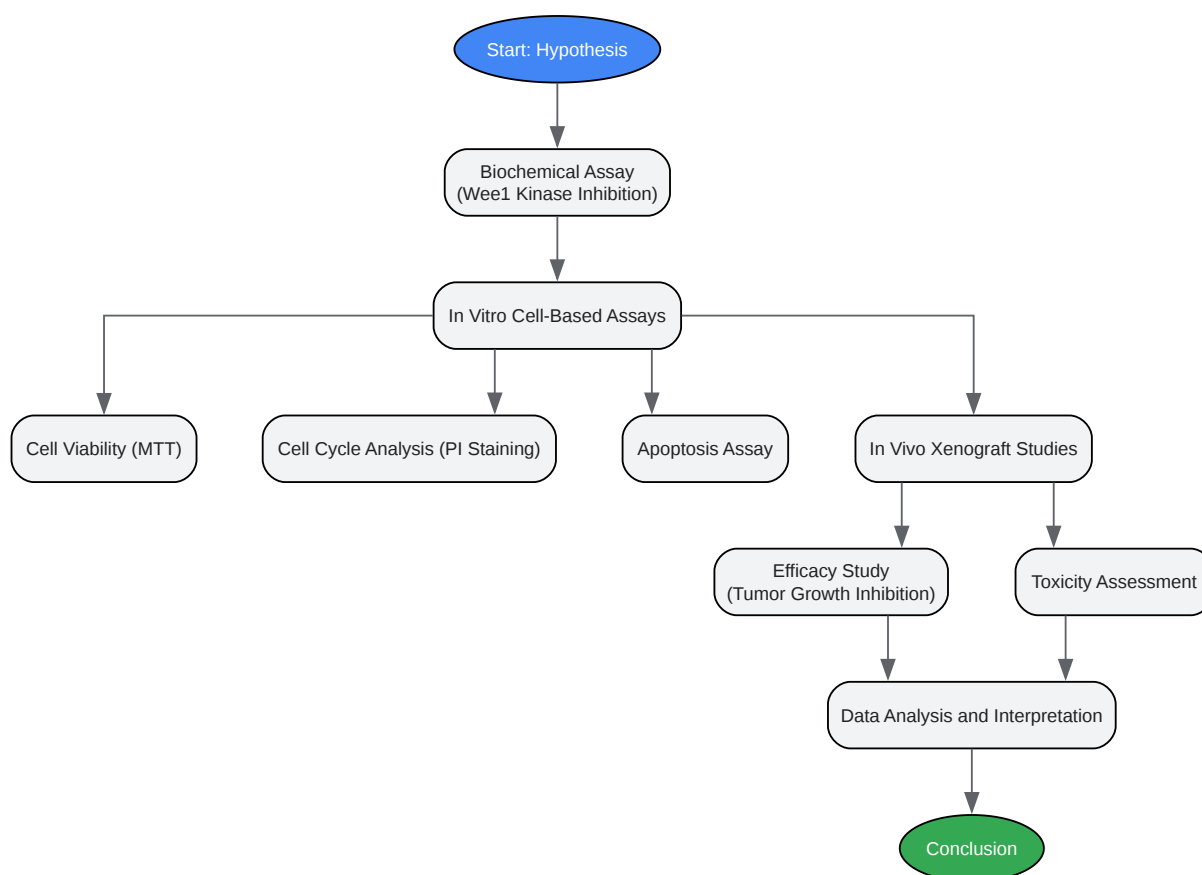 Start: Hypothesis
Biochemical Assay
(Wee1 Kinase Inhibition)
In Vitro Cell-Based Assays
Cell Viability (MTT)
Cell Cycle Analysis (PI Staining)
Apoptosis Assay
In Vivo Xenograft Studies
Efficacy Study
(Tumor Growth Inhibition)
Toxicity Assessment
Data Analysis and Interpretation
Conclusion